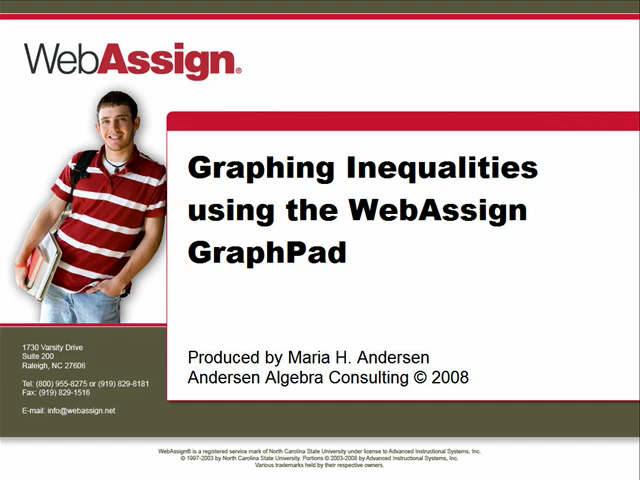 WebAssign®
Graphing Inequalities
using the WebAssign
GraphPad
Produced by Maria H. Andersen
Andersen Algebra Consulting © 2008
1730 Varsity Drive
Suite 200
Raleigh, NC 27606
Tel: (800) 955-8275 or (919) 829-8181
Fax: (919) 829-1516
E-mail: info@webassign.net
WebAssign® is a registered service mark of North Carolina State University under license to Advanced Instructional Systems, Inc.
© 1997-2003 by North Carolina State University. Portions © 2003-2008 by Advanced Instructional Systems, Inc.
Various trademarks held by their respective owners.